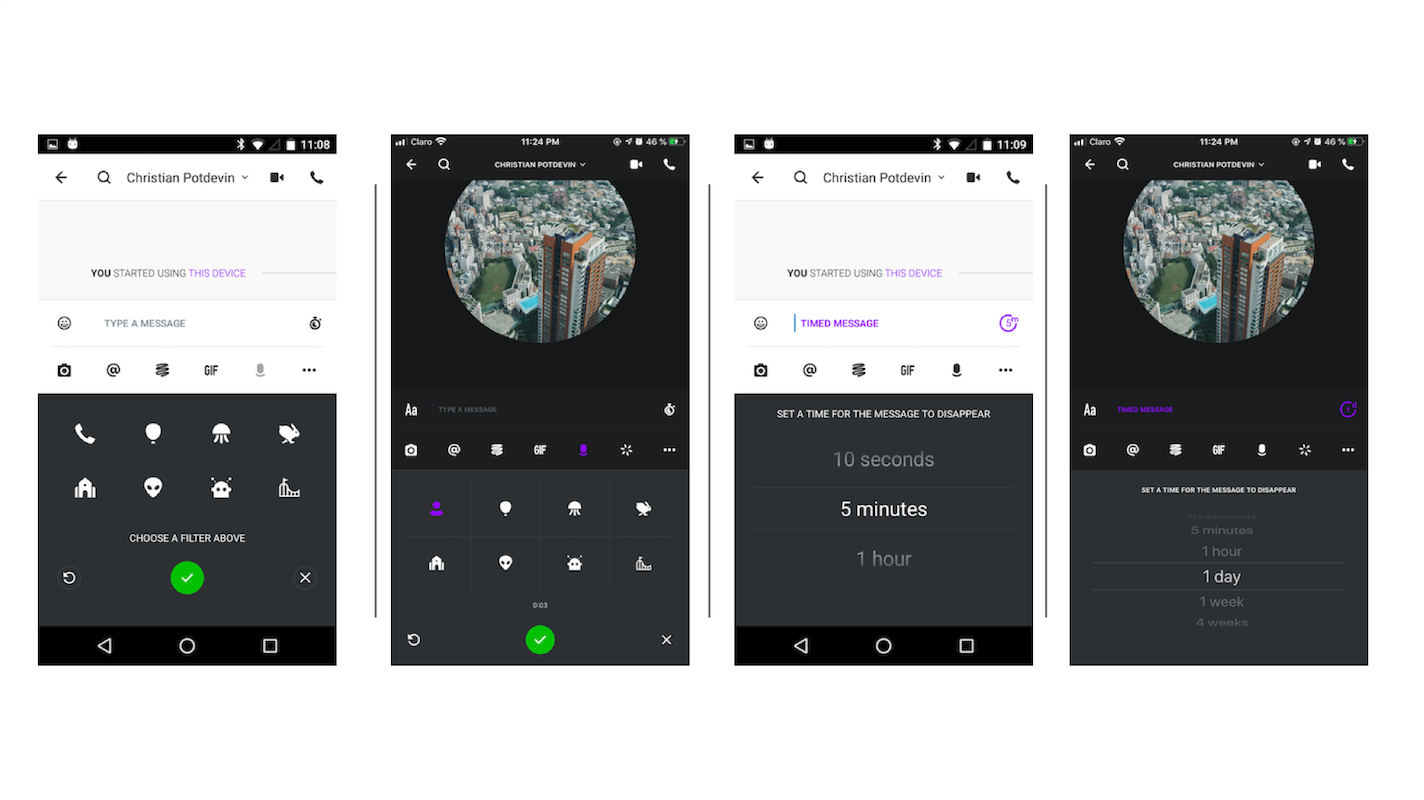 11:08
Christian Potdevin
YOU STARTED USING THIS DEVICE
TYPE A MESSAGE
@
GIF
CHOOSE A FILTER ABOVE
Claro
11:24 PM
46 %
CHRISTIAN POTDEVIN
Aa
TYPE A MESSAGE
@
GIF
0:03
11:09
Christian Potdevin
YOU STARTED USING THIS DEVICE
TIMED MESSAGE
5 m
@
GIF
SET A TIME FOR THE MESSAGE TO DISAPPEAR
10 seconds
5 minutes
1 hour
Claro
11:24 PM
46 %
CHRISTIAN POTDEVIN
Aa
TIMED MESSAGE
1 d
@
GIF
SET A TIME FOR THE MESSAGE TO DISAPPEAR
10 seconds
5 minutes
1 hour
1 day
1 week
4 weeks